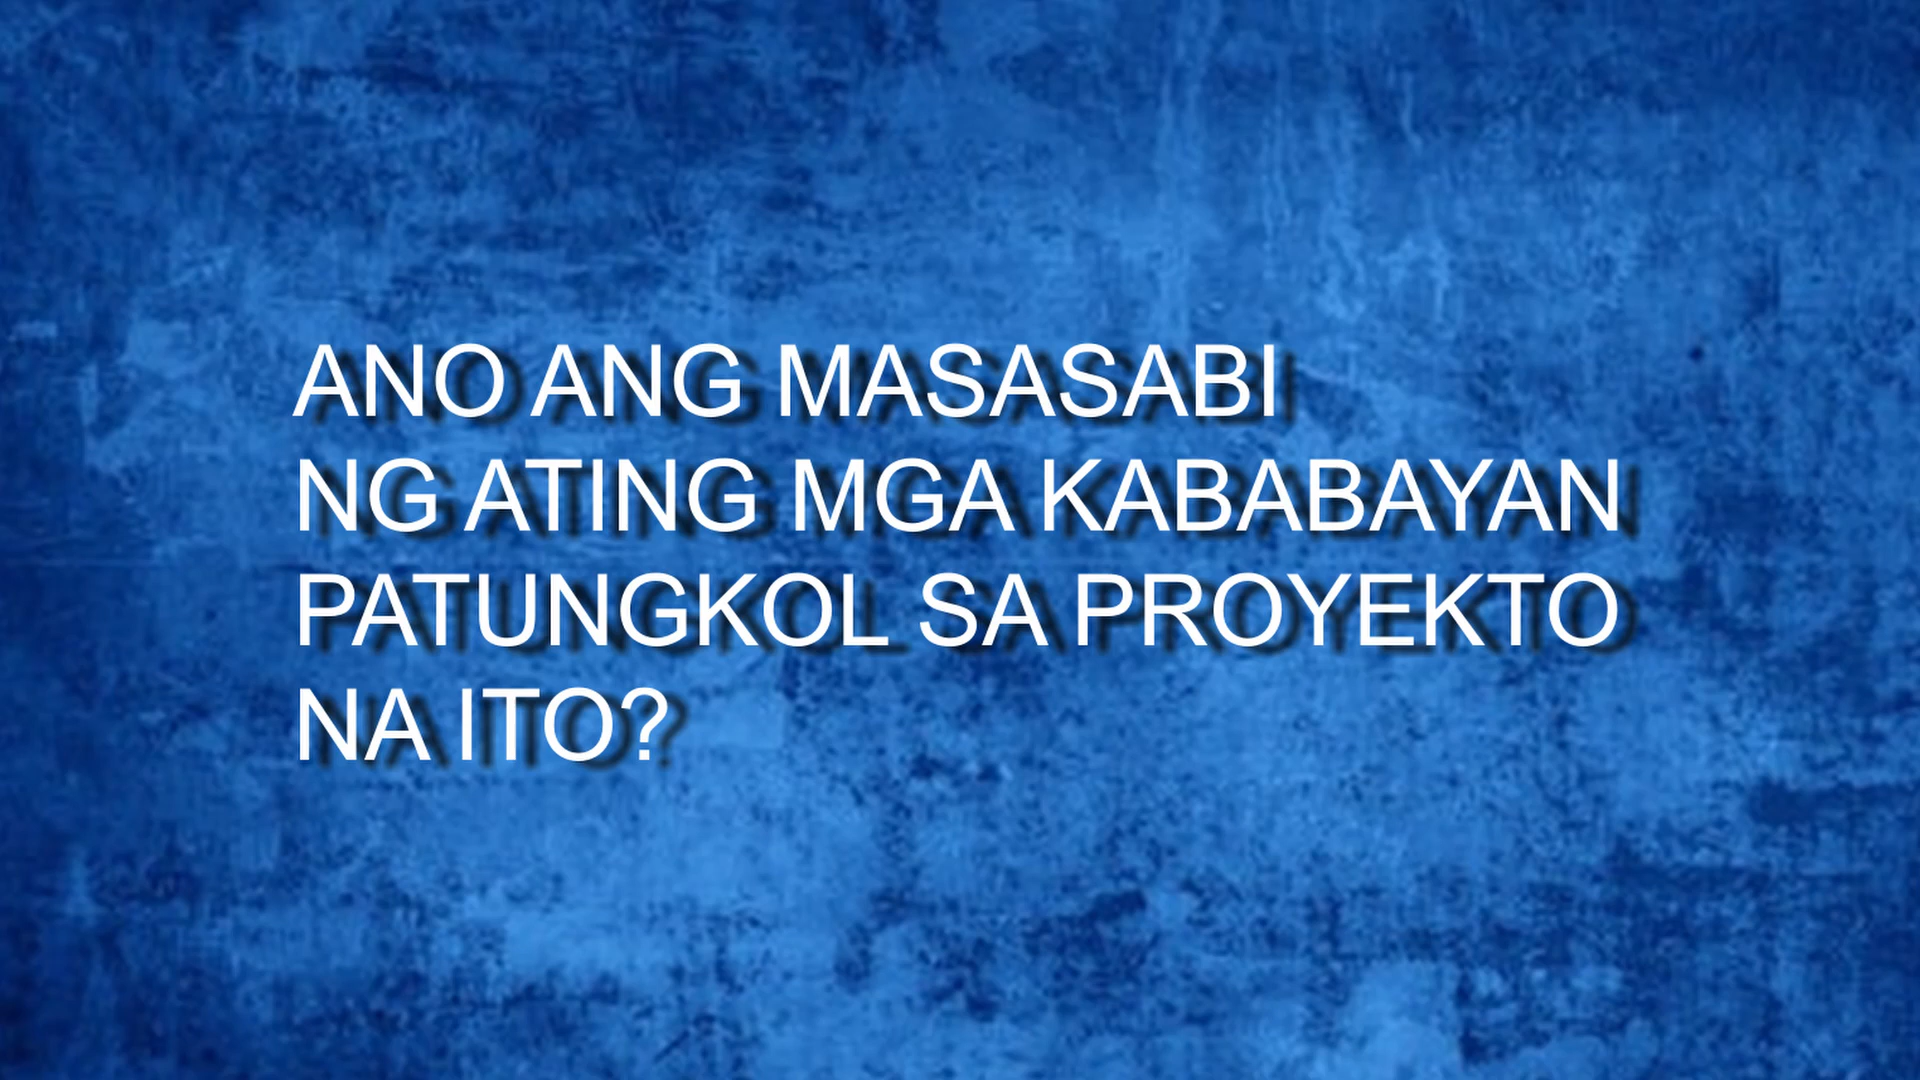 ANO ANG MASASABI
NG ATING MGA KABABAYAN
PATUNGKOL SA PROYEKTO
NA ITO?